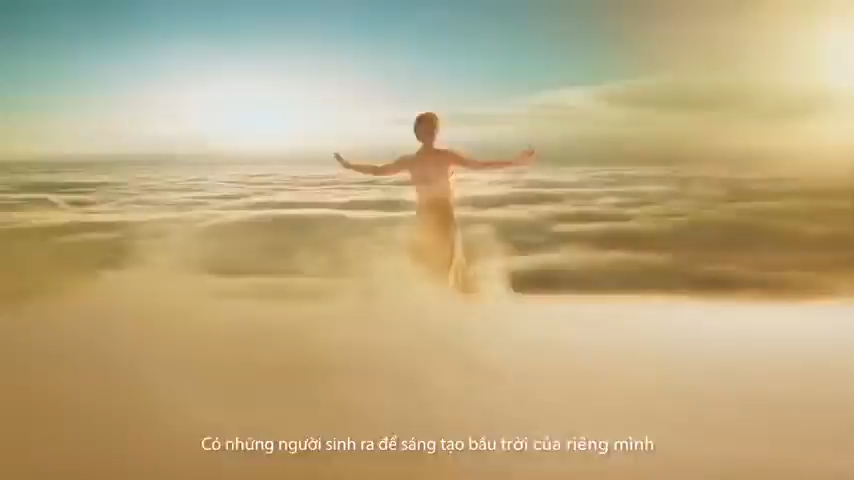 Có những người sinh ra để sáng tạo bầu trời của riêng mình